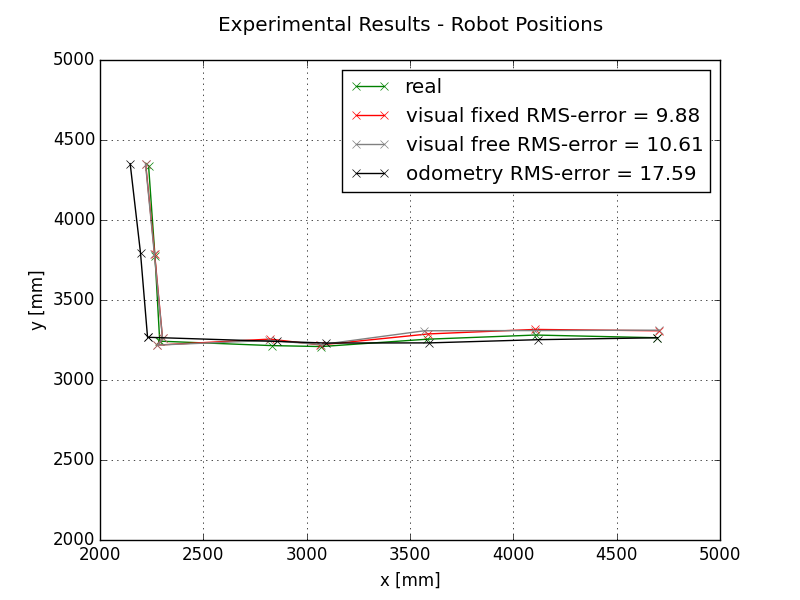 Experimental Results - Robot Positions
real
visual fixed RMS-error = 9.88
visual free RMS-error = 10.61
odometry RMS-error = 17.59
5000
4500
4000
3500
3000
2500
2000
y [mm]
2000 2500 3000 3500 4000 4500 5000
x [mm]